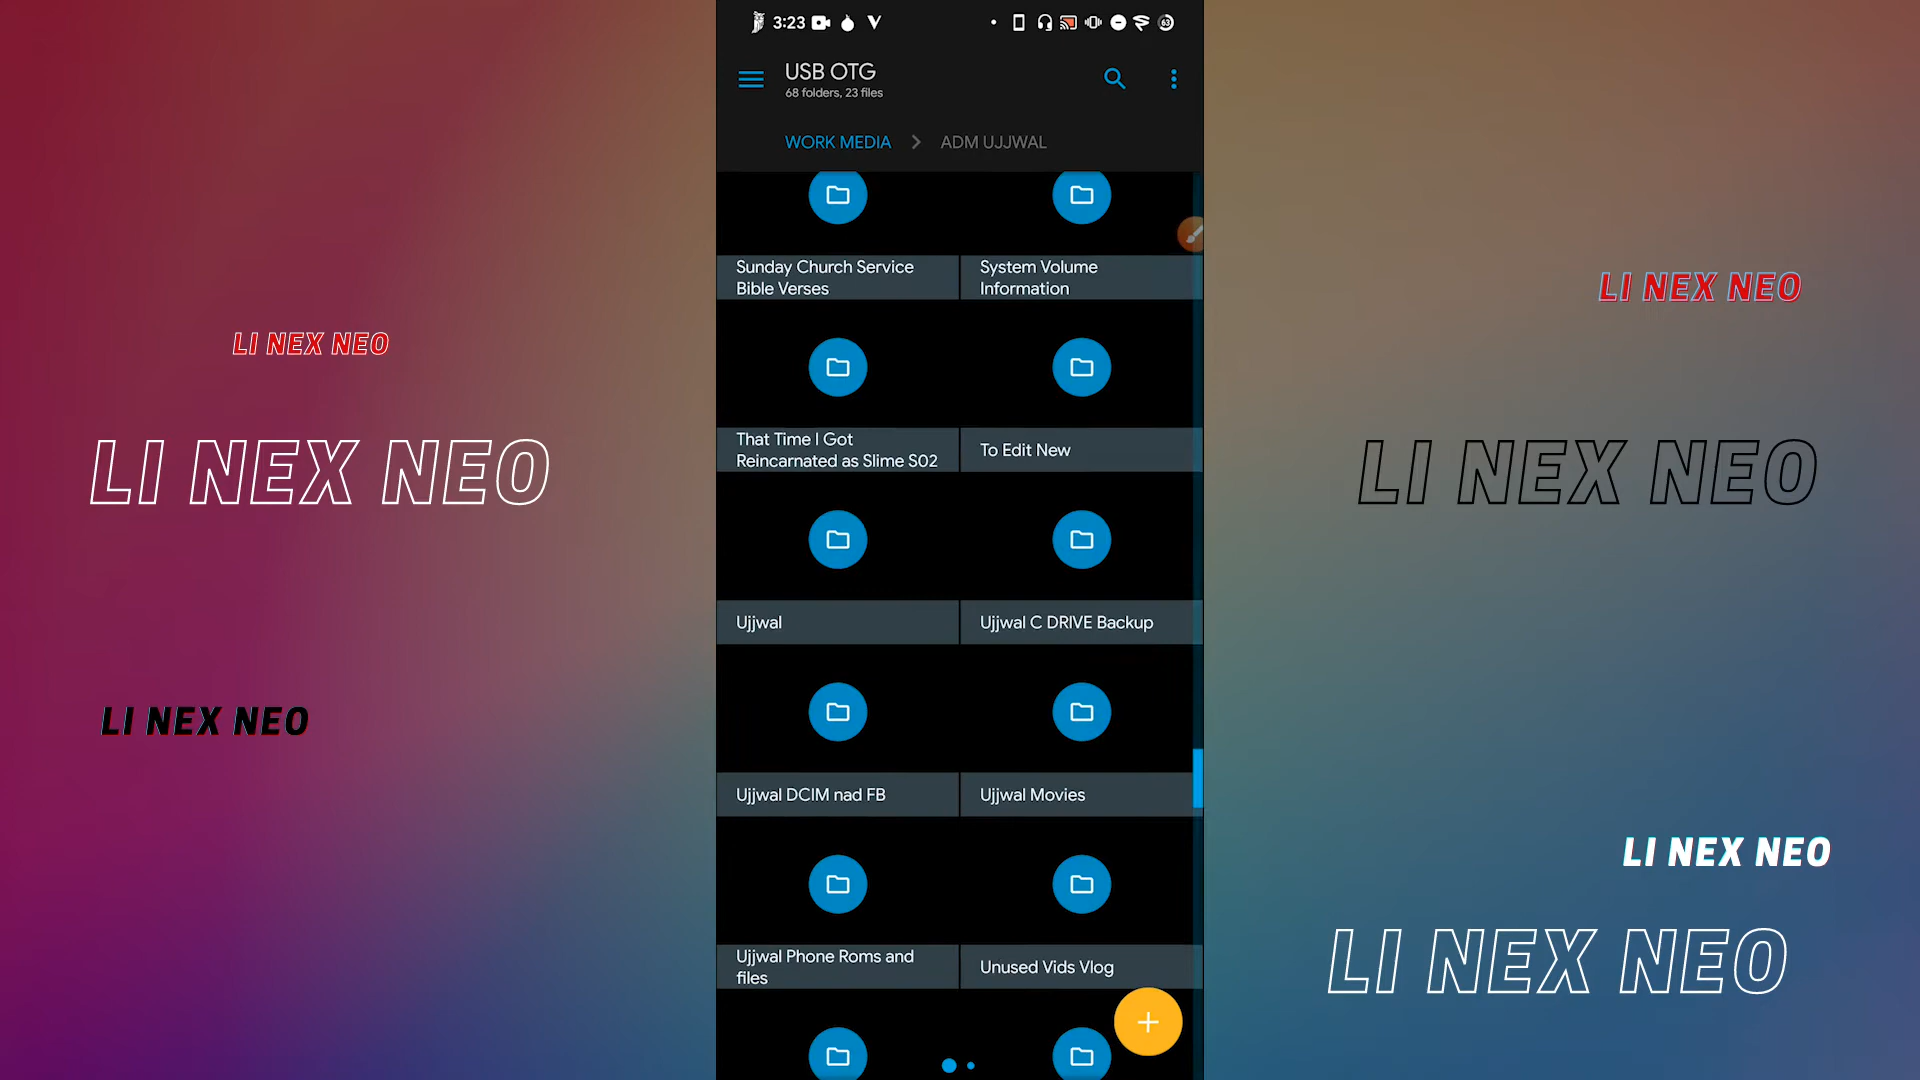 3:23
63
USB OTG
68 folders, 23 files
WORK MEDIA
ADM UJJWAL
Sunday Church Service
Bible Verses
System Volume
Information
That Time I Got
Reincarnated as Slime S02
To Edit New
Ujjwal
Ujjwal C DRIVE Backup
Ujjwal DCIM nad FB
Ujjwal Movies
Ujjwal Phone Roms and
files
Unused Vids Vlog
LI NEX NEO
LI NEX NEO
LI NEX NEO
LI NEX NEO
LI NEX NEO
LI NEX NEO
LI NEX NEO